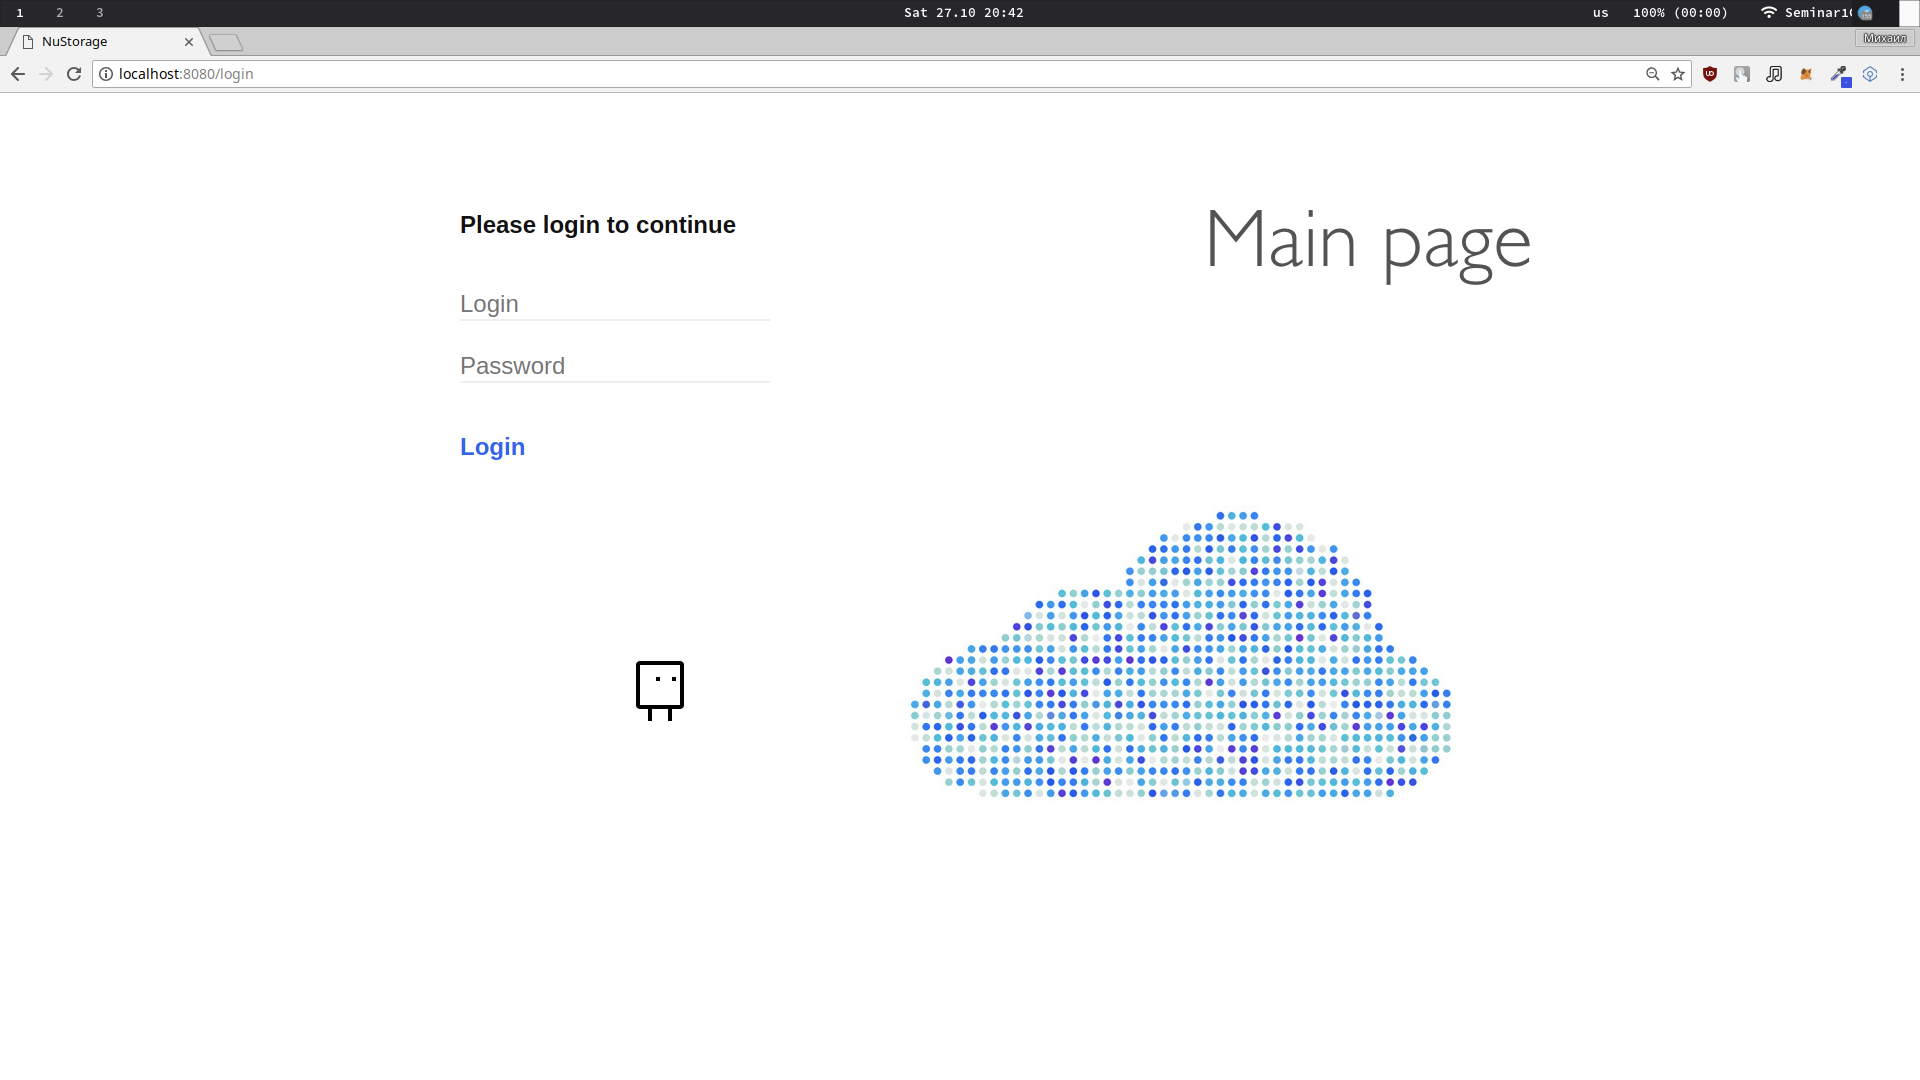 1 2 3 Sat 27.10 20:42 us 100% (00:00)
NuStorage Михаил
localhost:8080/login
Please login to continue
Main page
Login
Password
Login